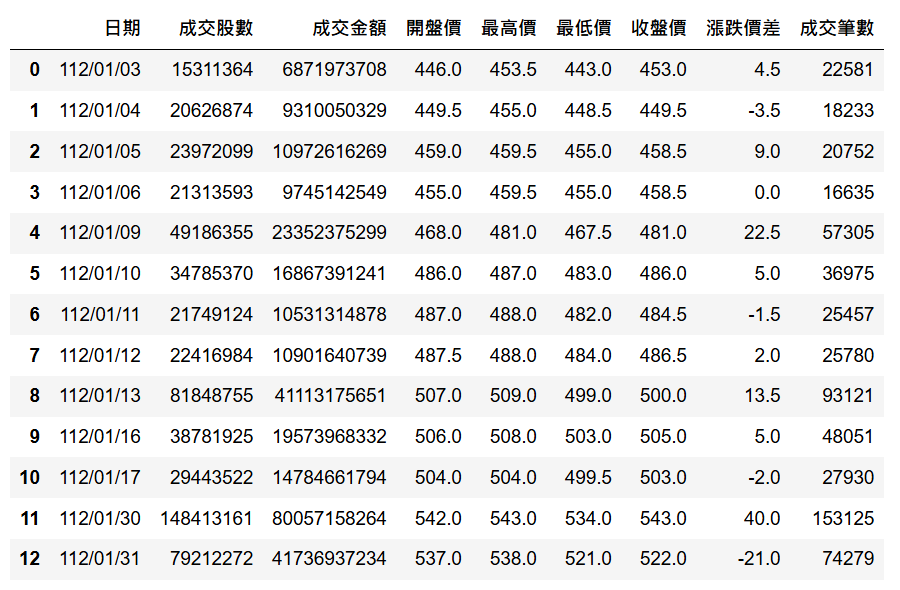 日期 成交股數 成交金額 開盤價 最高價 最低價 收盤價 漲跌價差 成交筆數
0 112/01/03 15311364 6871973708 446.0 453.5 443.0 453.0 4.5 22581
1 112/01/04 20626874 9310050329 449.5 455.0 448.5 449.5 -3.5 18233
2 112/01/05 23972099 10972616269 459.0 459.5 455.0 458.5 9.0 20752
3 112/01/06 21313593 9745142549 455.0 459.5 455.0 458.5 0.0 16635
4 112/01/09 49186355 23352375299 468.0 481.0 467.5 481.0 22.5 57305
5 112/01/10 34785370 16867391241 486.0 487.0 483.0 486.0 5.0 36975
6 112/01/11 21749124 10531314878 487.0 488.0 482.0 484.5 -1.5 25457
7 112/01/12 22416984 10901640739 487.5 488.0 484.0 486.5 2.0 25780
8 112/01/13 81848755 41113175651 507.0 509.0 499.0 500.0 13.5 93121
9 112/01/16 38781925 19573968332 506.0 508.0 503.0 505.0 5.0 48051
10 112/01/17 29443522 14784661794 504.0 504.0 499.5 503.0 -2.0 27930
11 112/01/30 148413161 80057158264 542.0 543.0 534.0 543.0 40.0 153125
12 112/01/31 79212272 41736937234 537.0 538.0 521.0 522.0 -21.0 74279